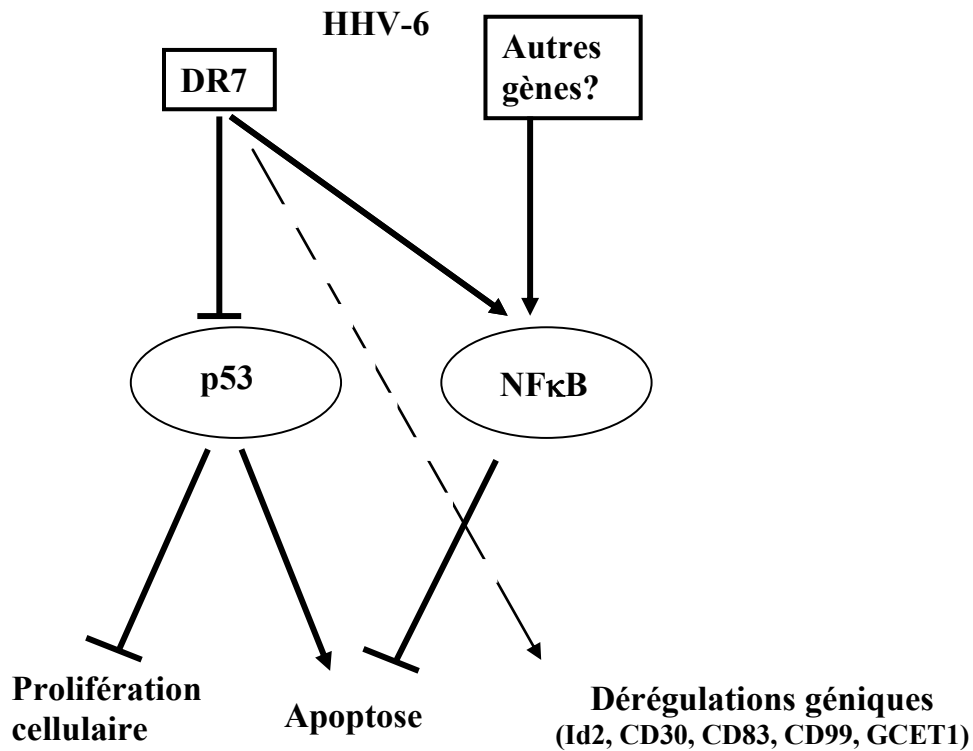 HHV-6
DR7
Autres
gènes?
p53
NFκB
Prolifération
cellulaire
Apoptose
Dérégulations géniques
(Id2, CD30, CD83, CD99, GCET1)